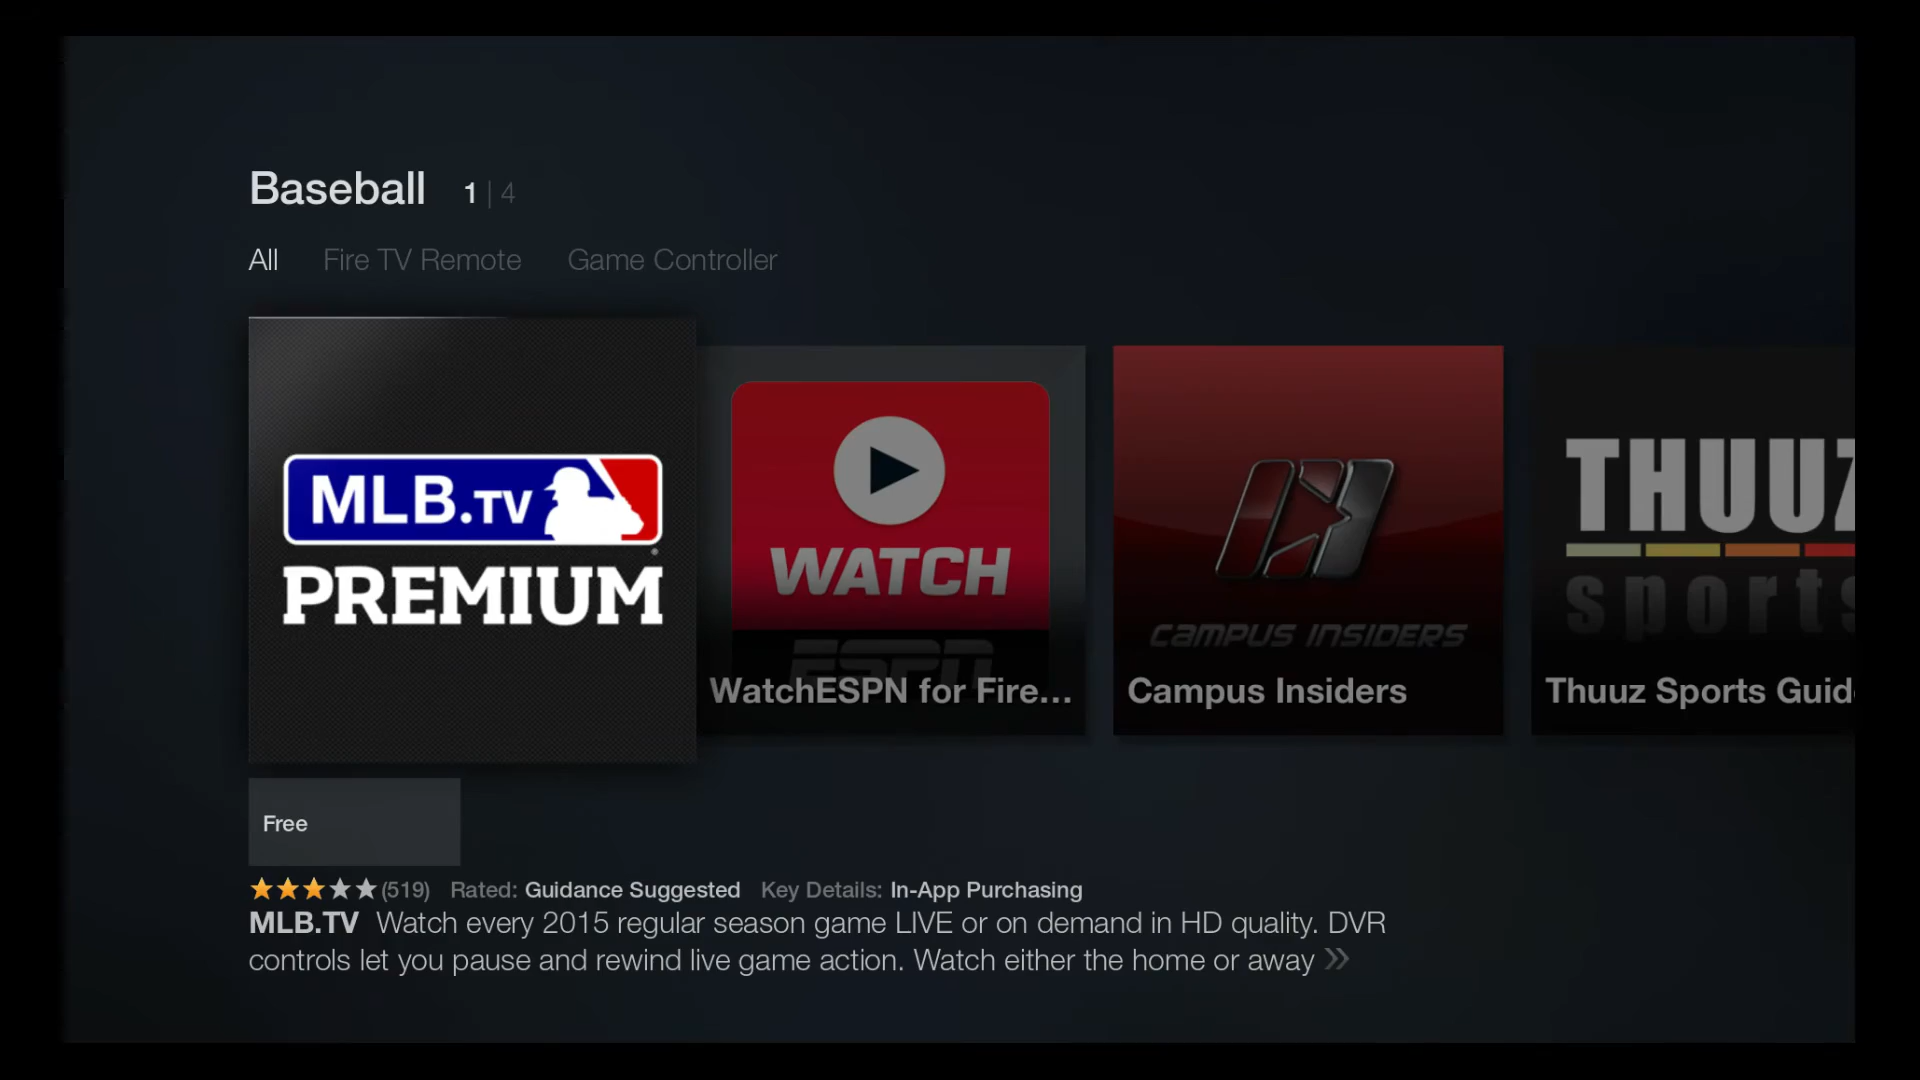 Baseball 1 | 4
All Fire TV Remote Game Controller
MLB.TV
PREMIUM
WATCH
ESPN
WatchESPN for Fire...
CAMPUS INSIDERS
Campus Insiders
THUUZ
sports
Thuuz Sports Guid
Free
(519) Rated: Guidance Suggested Key Details: In-App Purchasing
MLB.TV Watch every 2015 regular season game LIVE or on demand in HD quality. DVR
controls let you pause and rewind live game action. Watch either the home or away »